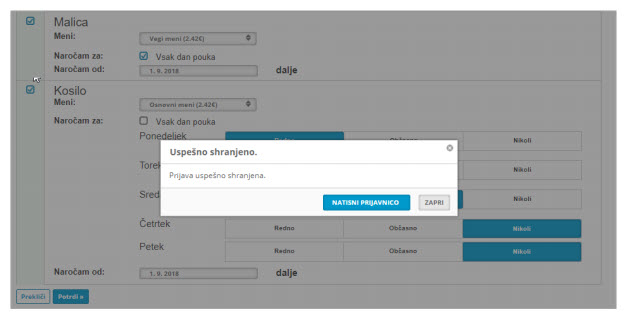 Malica
Meni:
Vegi meni (2.42€)
Naročam za:
Vsak dan pouka
Naročam od:
1. 9. 2018
dalje
Kosilo
Meni:
Osnovni meni (2.42€)
Naročam za:
Vsak dan pouka
Ponedeljek
Redno Občasno Nikoli
Uspešno shranjeno.
Prijava uspešno shranjena.
NATISNI PRIJAVNICO ZAPRI
Torek
Nikoli
Sreda
Nikoli
Četrtek
Redno Občasno Nikoli
Petek
Redno Občasno Nikoli
Naročam od:
1. 9. 2018
dalje
Prekliči Potrdi »